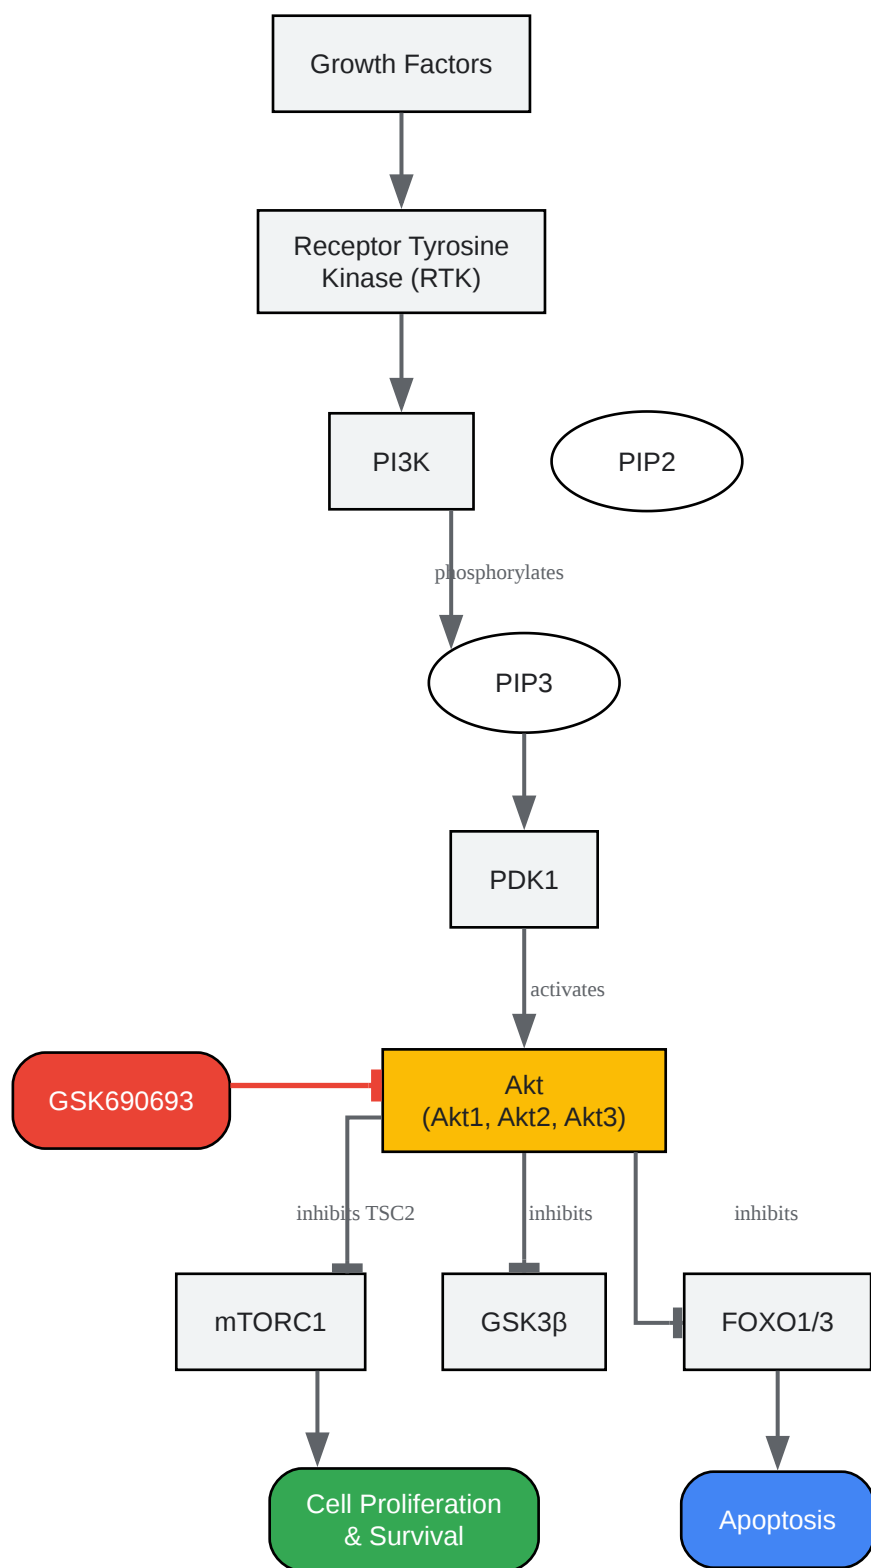 Growth Factors
Receptor Tyrosine
Kinase (RTK)
PI3K
PIP2
phosphorylates
PIP3
PDK1
activates
GSK690693
Akt
(Akt1, Akt2, Akt3)
inhibits TSC2
inhibits
inhibits
mTORC1
GSK3β
FOXO1/3
Cell Proliferation
& Survival
Apoptosis